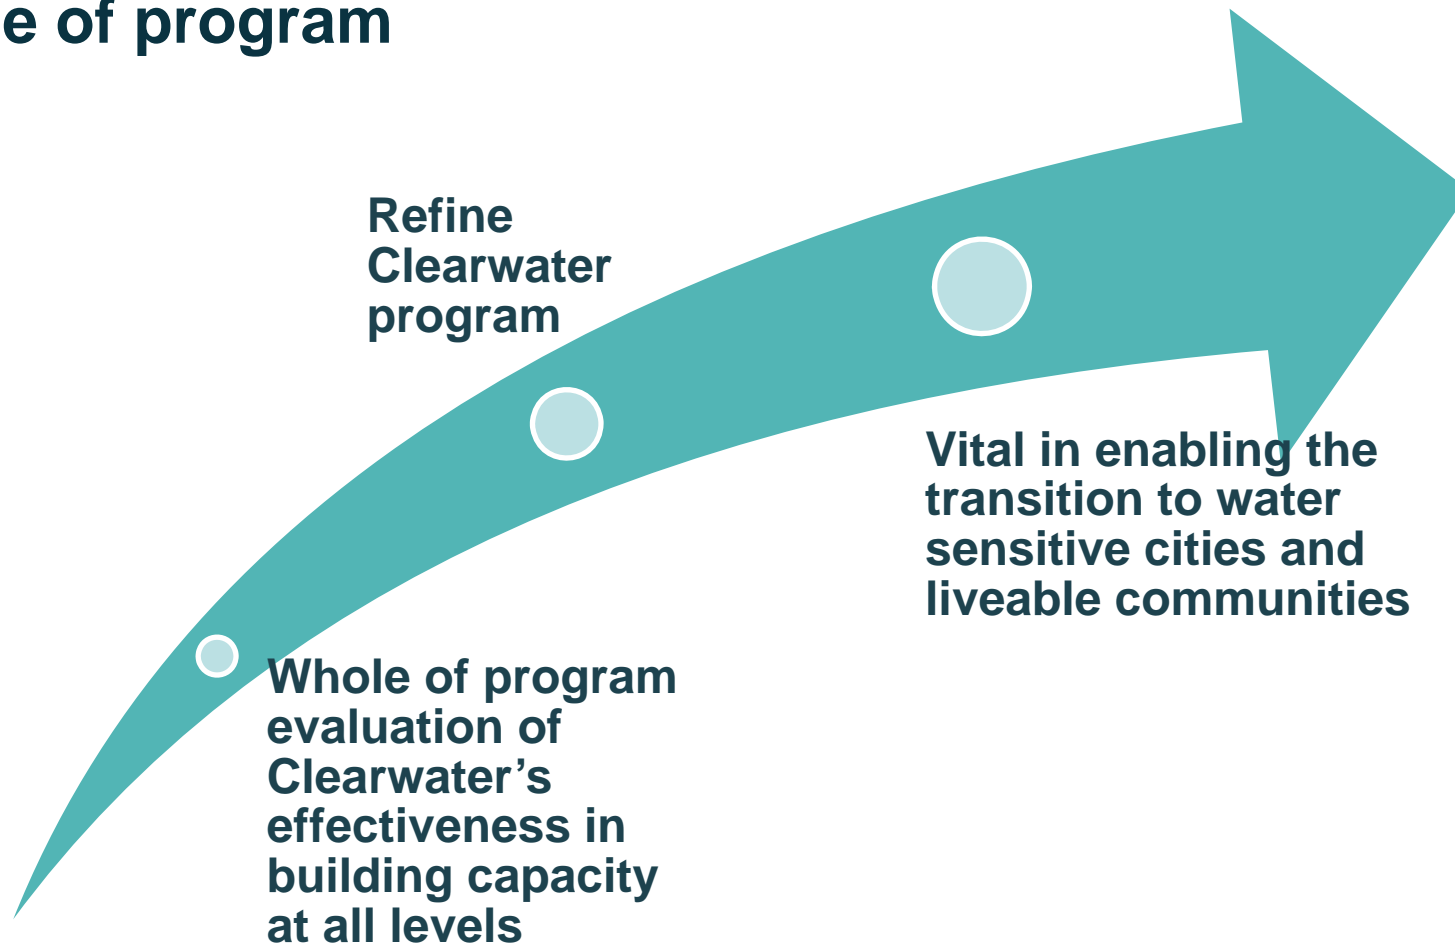 e of program
Refine
Clearwater
program
Vital in enabling the
transition to water
sensitive cities and
liveable communities
Whole of program
evaluation of
Clearwater’s
effectiveness in
building capacity
at all levels